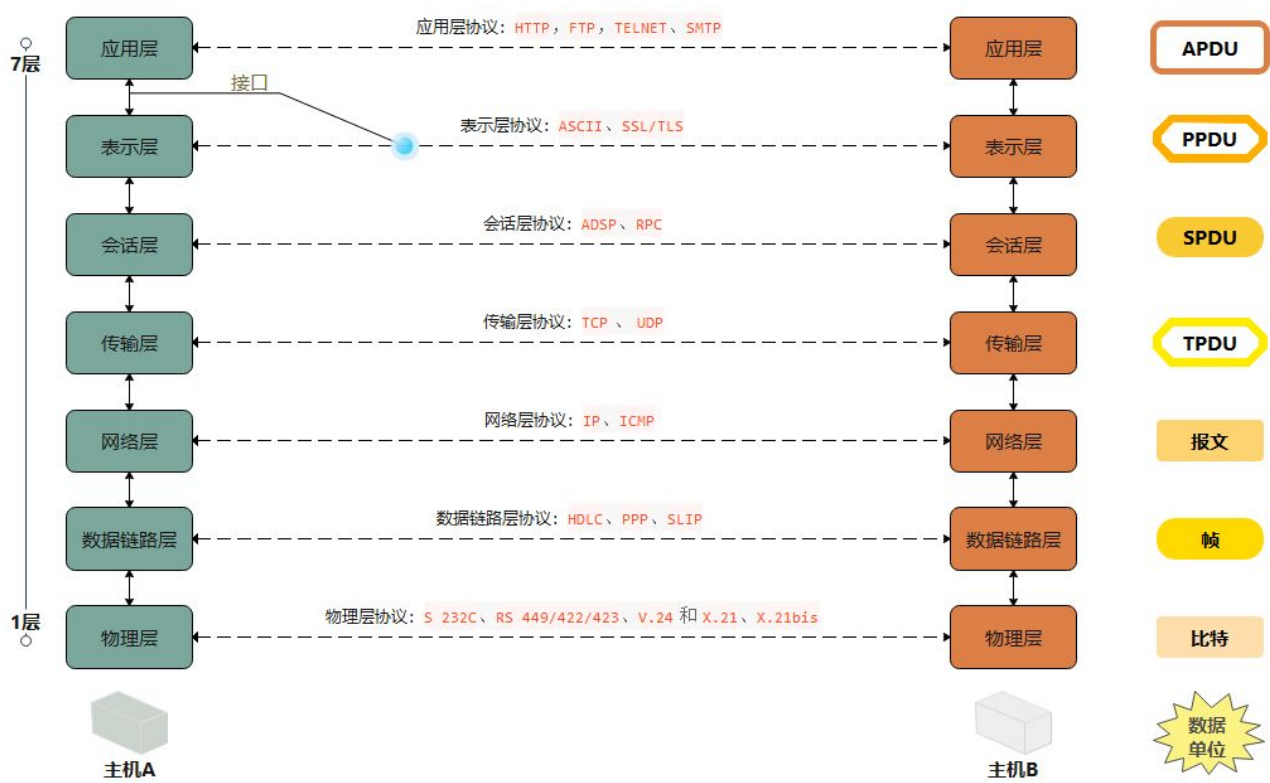 应用层协议: HTTP, FTP, TELNET、SMTP
7层
应用层
应用层
APDU
接口
表示层协议: ASCII、SSL/TLS
表示层
表示层
PPDU
会话层协议: ADSP、RPC
会话层
会话层
SPDU
传输层协议: TCP 、 UDP
传输层
传输层
TPDU
网络层协议: IP、ICMP
网络层
网络层
报文
数据链路层协议: HDLC、PPP、SLIP
数据链路层
数据链路层
帧
1层
物理层协议: S 232C、RS 449/422/423、V.24 和 X.21、X.21bis
物理层
物理层
比特
主机A
主机B
数据
单位